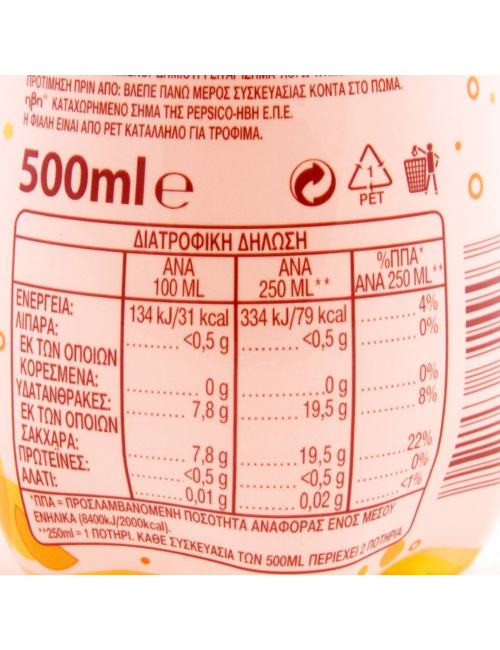 ΠΡΟΤΙΜΗΣΗ ΠΡΙΝ ΑΠΟ: ΒΛΕΠΕ ΠΑΝΩ ΜΕΡΟΣ ΣΥΣΚΕΥΑΣΙΑΣ ΚΟΝΤΑ ΣΤΟ ΠΩΜΑ.
ηβη® ΚΑΤΑΧΩΡΗΜΕΝΟ ΣΗΜΑ ΤΗΣ PEPSICO-ΗΒΗ Ε.Π.Ε.
Η ΦΙΑΛΗ ΕΙΝΑΙ ΑΠΟ PET ΚΑΤΑΛΛΗΛΟ ΓΙΑ ΤΡΟΦΙΜΑ.
500ml e
1
PET
ΔΙΑΤΡΟΦΙΚΗ ΔΗΛΩΣΗ
ΑΝΑ 100 ML
ΑΝΑ 250 ML**
%ΠΠΑ* ΑΝΑ 250 ML**
ΕΝΕΡΓΕΙΑ: 134 kJ/31 kcal 334 kJ/79 kcal ......4%
ΛΙΠΑΡΑ: ........<0,5 g ........<0,5 g ........0%
ΕΚ ΤΩΝ ΟΠΟΙΩΝ
ΚΟΡΕΣΜΕΝΑ: ........0 g ........0 g ........0%
ΥΔΑΤΑΝΘΡΑΚΕΣ: ........7,8 g ........19,5 g ........8%
ΕΚ ΤΩΝ ΟΠΟΙΩΝ
ΣΑΚΧΑΡΑ: ........7,8 g ........19,5 g ........22%
ΠΡΩΤΕΪΝΕΣ: ........<0,5 g ........<0,5 g ........0%
ΑΛΑΤΙ: ........0,01 g ........0,02 g ........<1%
*ΠΠΑ = ΠΡΟΣΛΑΜΒΑΝΟΜΕΝΗ ΠΟΣΟΤΗΤΑ ΑΝΑΦΟΡΑΣ ΕΝΟΣ ΜΕΣΟΥ
ΕΝΗΛΙΚΑ (8400kJ/2000kcal).
**250ml = 1 ΠΟΤΗΡΙ. ΚΑΘΕ ΣΥΣΚΕΥΑΣΙΑ ΤΩΝ 500ML ΠΕΡΙΕΧΕΙ 2 ΠΟΤΗΡΙΑ.